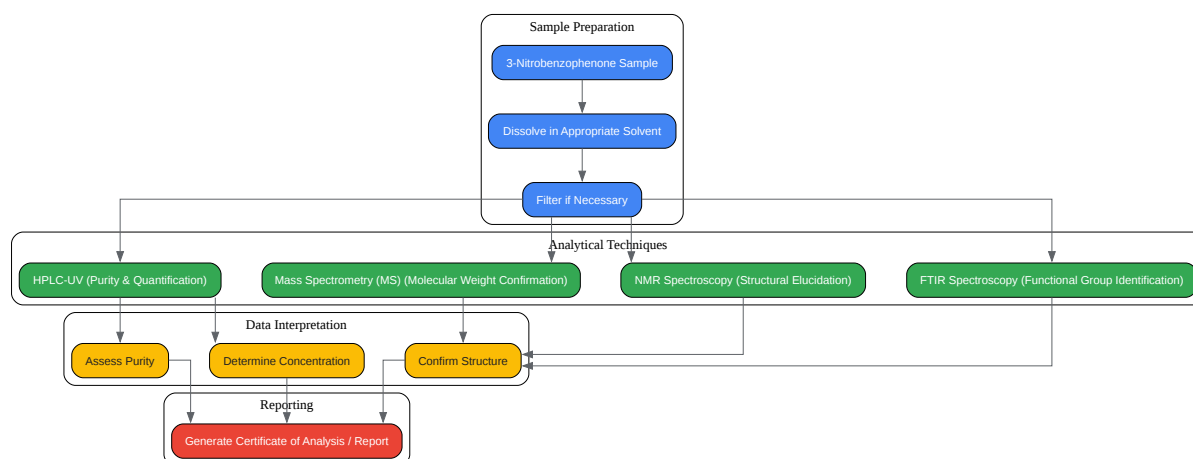 Sample Preparation
3-Nitrobenzophenone Sample
Dissolve in Appropriate Solvent
Filter if Necessary
Analytical Techniques
HPLC-UV (Purity & Quantification)
Mass Spectrometry (MS) (Molecular Weight Confirmation)
NMR Spectroscopy (Structural Elucidation)
FTIR Spectroscopy (Functional Group Identification)
Data Interpretation
Assess Purity
Determine Concentration
Confirm Structure
Reporting
Generate Certificate of Analysis / Report